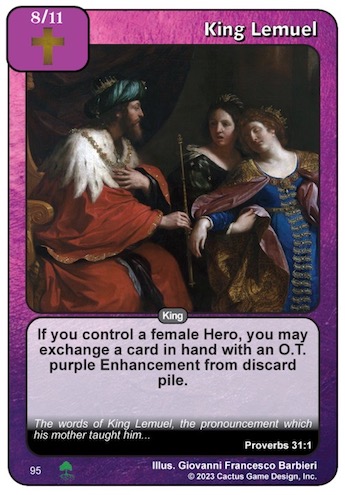 8/11
King Lemuel
King
If you control a female Hero, you may
exchange a card in hand with an O.T.
purple Enhancement from discard
pile.
The words of King Lemuel, the pronouncement which
his mother taught him...
Proverbs 31:1
Illus. Giovanni Francesco Barbieri
95
© 2023 Cactus Game Design, Inc.